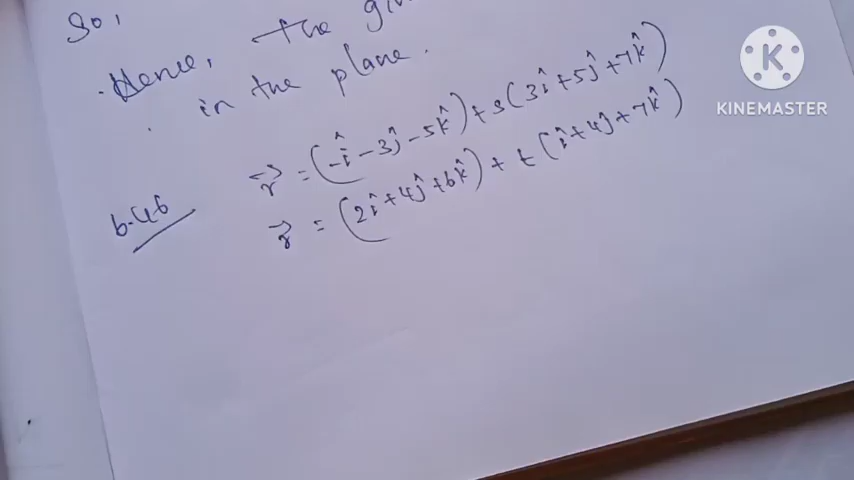 So,
Hence, the giv
in the plane.
6.46 r⃗ = (-î - 3ĵ - 5k̂) + s(3î + 5ĵ + 7k̂)
r⃗ = (2î + 4ĵ + 6k̂) + t(î + 4ĵ + 7k̂)
KINEMASTER